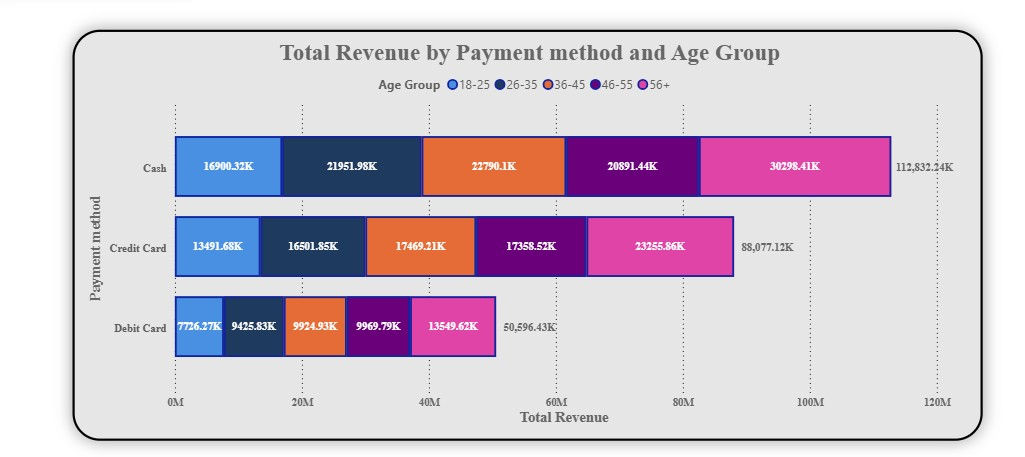 Total Revenue by Payment method and Age Group
Age Group 18-25 26-35 36-45 46-55 56+
Cash 16900.32K 21951.98K 22790.1K 20891.44K 30298.41K 112,832.24K
Payment method
Credit Card 13491.68K 16501.85K 17469.21K 17358.52K 23255.86K 88,077.12K
Debit Card 7726.27K 9425.83K 9924.93K 9969.79K 13549.62K 50,596.43K
0M 20M 40M 60M 80M 100M 120M
Total Revenue